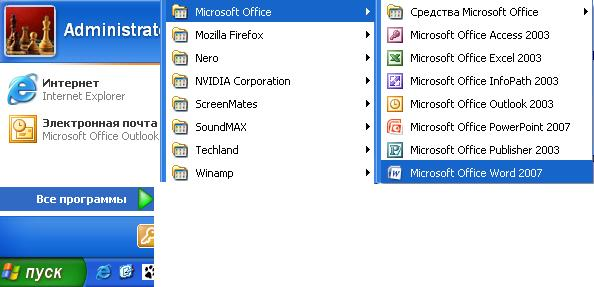 Administrato
Интернет
Internet Explorer
Электронная почта
Microsoft Office Outlook
Все программы
пуск
Microsoft Office
Mozilla Firefox
Nero
NVIDIA Corporation
ScreenMates
SoundMAX
Techland
Winamp
Средства Microsoft Office
Microsoft Office Access 2003
Microsoft Office Excel 2003
Microsoft Office InfoPath 2003
Microsoft Office Outlook 2003
Microsoft Office PowerPoint 2007
Microsoft Office Publisher 2003
Microsoft Office Word 2007